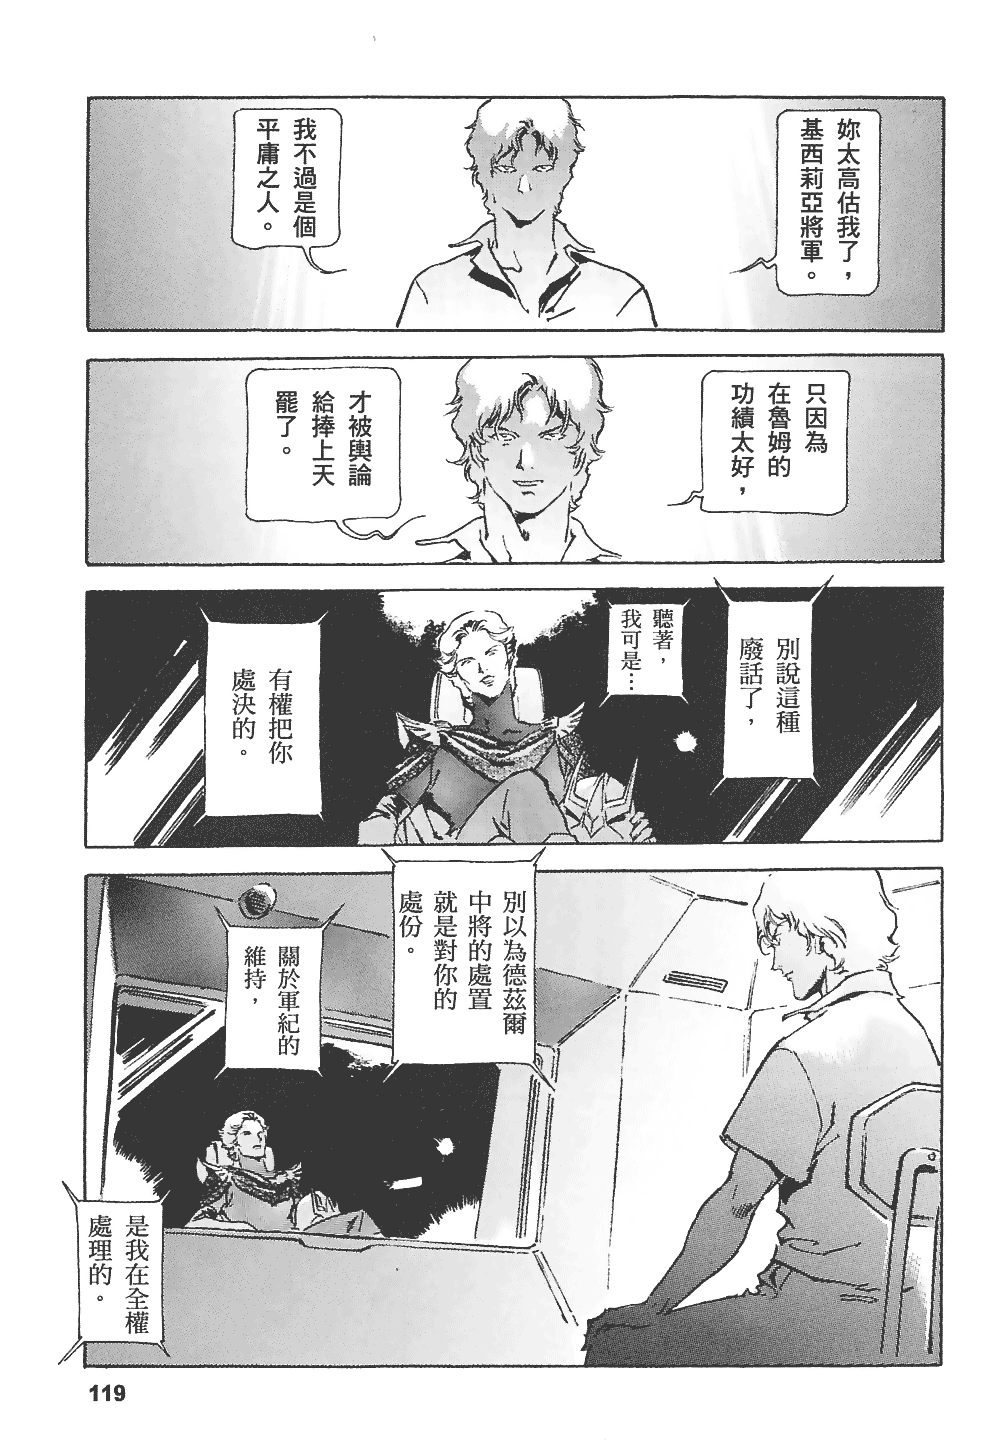 妳太高估我了，
基西莉亞將軍。
我不過是個
平庸之人。
只因為
在魯姆的
功績太好，
才被輿論
給捧上天
罷了。
別說這種
廢話了，
聽著，
我可是…
有權把你
處決的。
別以為德茲爾
中將的處置
就是對你的
處份。
關於軍紀的
維持，
是我在全權
處理的。
119